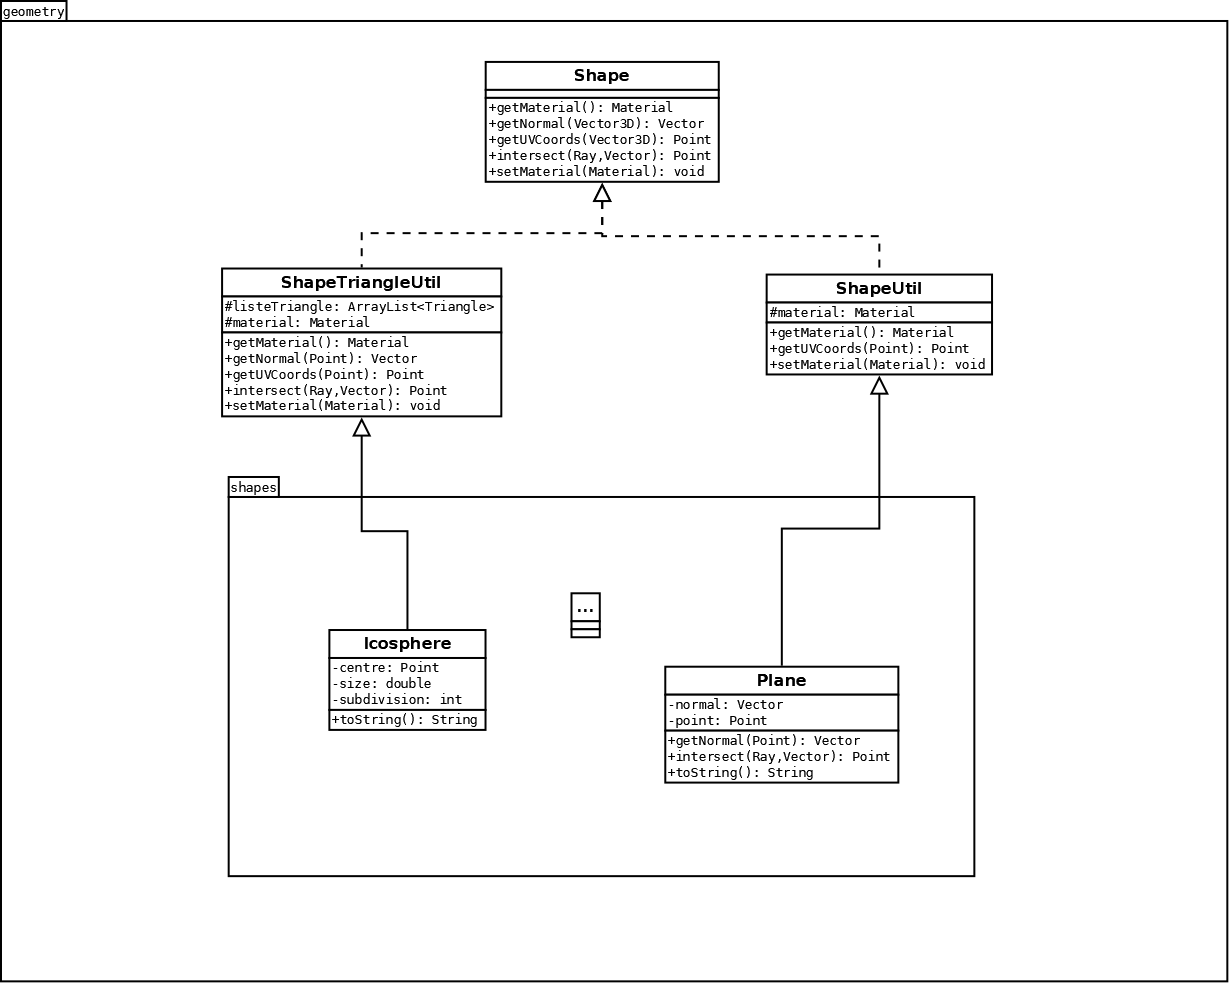 geometry
Shape
+getMaterial(): Material
+getNormal(Vector3D): Vector
+getUVCoords(Vector3D): Point
+intersect(Ray,Vector): Point
+setMaterial(Material): void
ShapeTriangleUtil
#listeTriangle: ArrayList<Triangle>
#material: Material
+getMaterial(): Material
+getNormal(Point): Vector
+getUVCoords(Point): Point
+intersect(Ray,Vector): Point
+setMaterial(Material): void
ShapeUtil
#material: Material
+getMaterial(): Material
+getUVCoords(Point): Point
+setMaterial(Material): void
shapes
...
Icosphere
-centre: Point
-size: double
-subdivision: int
+toString(): String
Plane
-normal: Vector
-point: Point
+getNormal(Point): Vector
+intersect(Ray,Vector): Point
+toString(): String